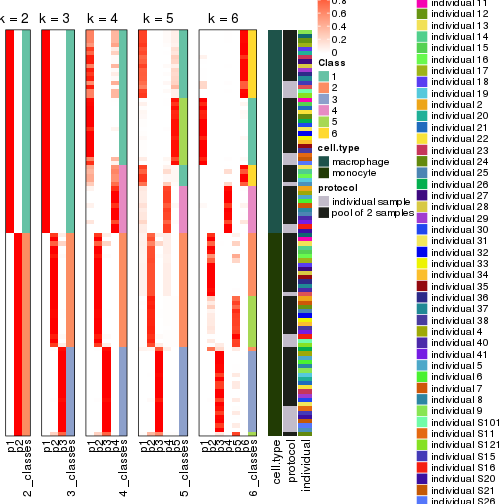 k = 2
k = 3
k = 4
k = 5
k = 6
0.8
0.6
0.4
0.2
0
Class
1
2
3
4
5
6
cell.type
macrophage
monocyte
protocol
individual sample
pool of 2 samples
individual 11
individual 12
individual 13
individual 14
individual 15
individual 16
individual 17
individual 18
individual 19
individual 2
individual 20
individual 21
individual 22
individual 23
individual 24
individual 25
individual 26
individual 27
individual 28
individual 29
individual 30
individual 31
individual 32
individual 33
individual 34
individual 35
individual 36
individual 37
individual 38
individual 4
individual 40
individual 41
individual 5
individual 6
individual 7
individual 8
individual 9
individual S101
individual S11
individual S121
individual S15
individual S16
individual S20
individual S21
individual S26
p1
p2
2_classes
p1
p2
p3
3_classes
p1
p2
p3
p4
4_classes
p1
p2
p3
p4
p5
5_classes
p1
p2
p3
p4
p5
p6
6_classes
cell.type
protocol
individual